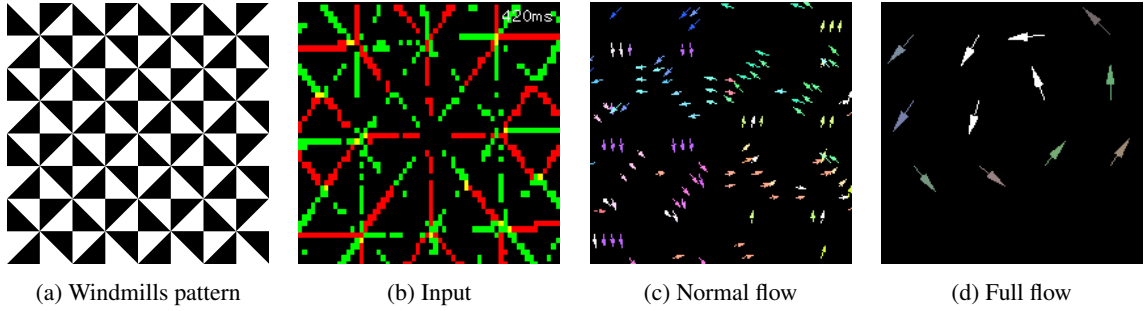 420ms
(a) Windmills pattern
(b) Input
(c) Normal flow
(d) Full flow